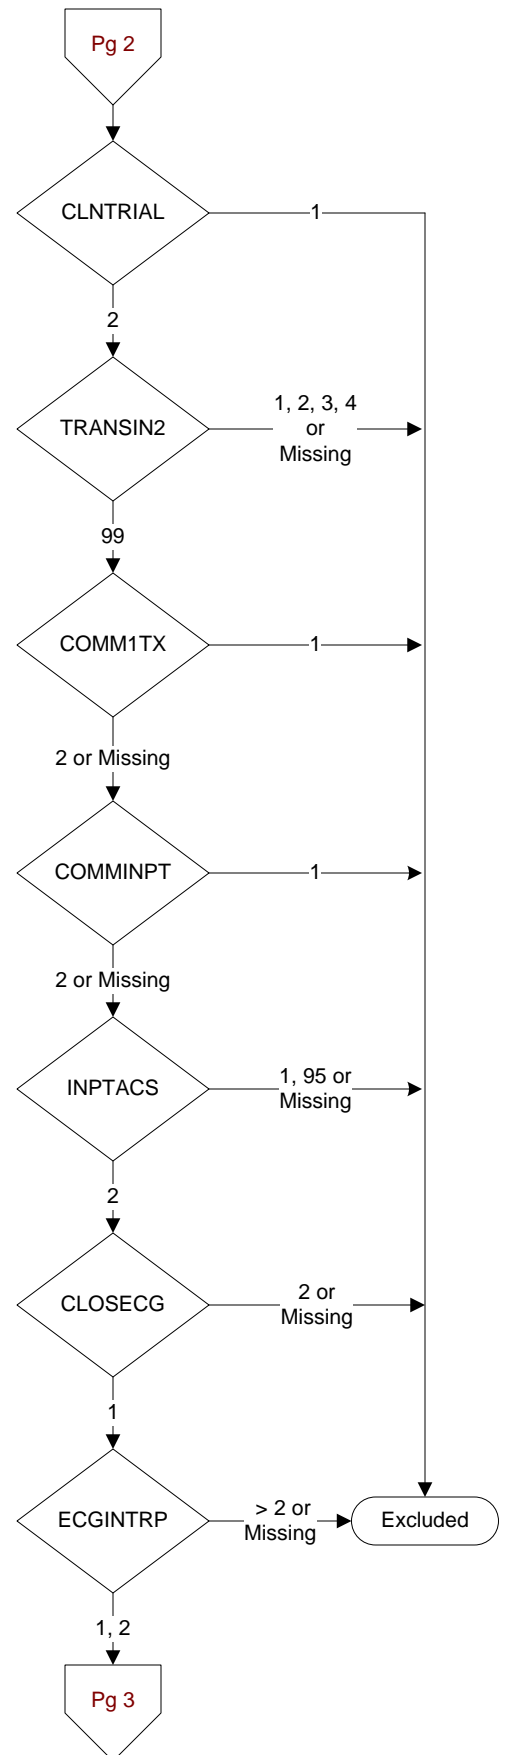 Pg 2
CLNTRIAL
1
2
TRANSIN2
1, 2, 3, 4
or
Missing
99
COMM1TX
1
2 or Missing
COMMINPT
1
2 or Missing
INPTACS
1, 95 or
Missing
2
CLOSECG
2 or
Missing
1
ECGINTRP
> 2 or
Missing
Excluded
1, 2
Pg 3